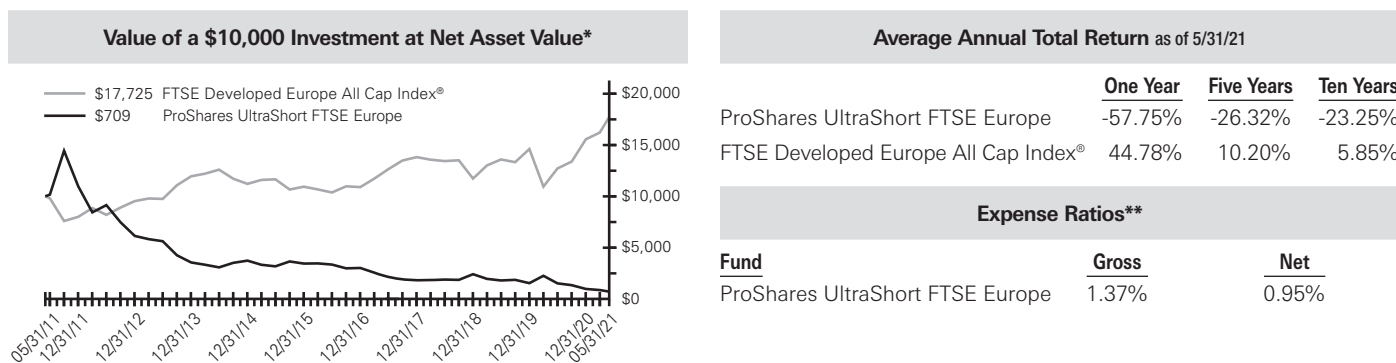 Value of a $10,000 Investment at Net Asset Value*
$17,725 FTSE Developed Europe All Cap Index®
$709 ProShares UltraShort FTSE Europe
$20,000
$15,000
$10,000
$5,000
$0
05/31/11
12/31/11
12/31/12
12/31/13
12/31/14
12/31/15
12/31/16
12/31/17
12/31/18
12/31/19
12/31/20
05/31/21
Average Annual Total Return as of 5/31/21
One Year Five Years Ten Years
ProShares UltraShort FTSE Europe -57.75% -26.32% -23.25%
FTSE Developed Europe All Cap Index® 44.78% 10.20% 5.85%
Expense Ratios**
Fund Gross Net
ProShares UltraShort FTSE Europe 1.37% 0.95%